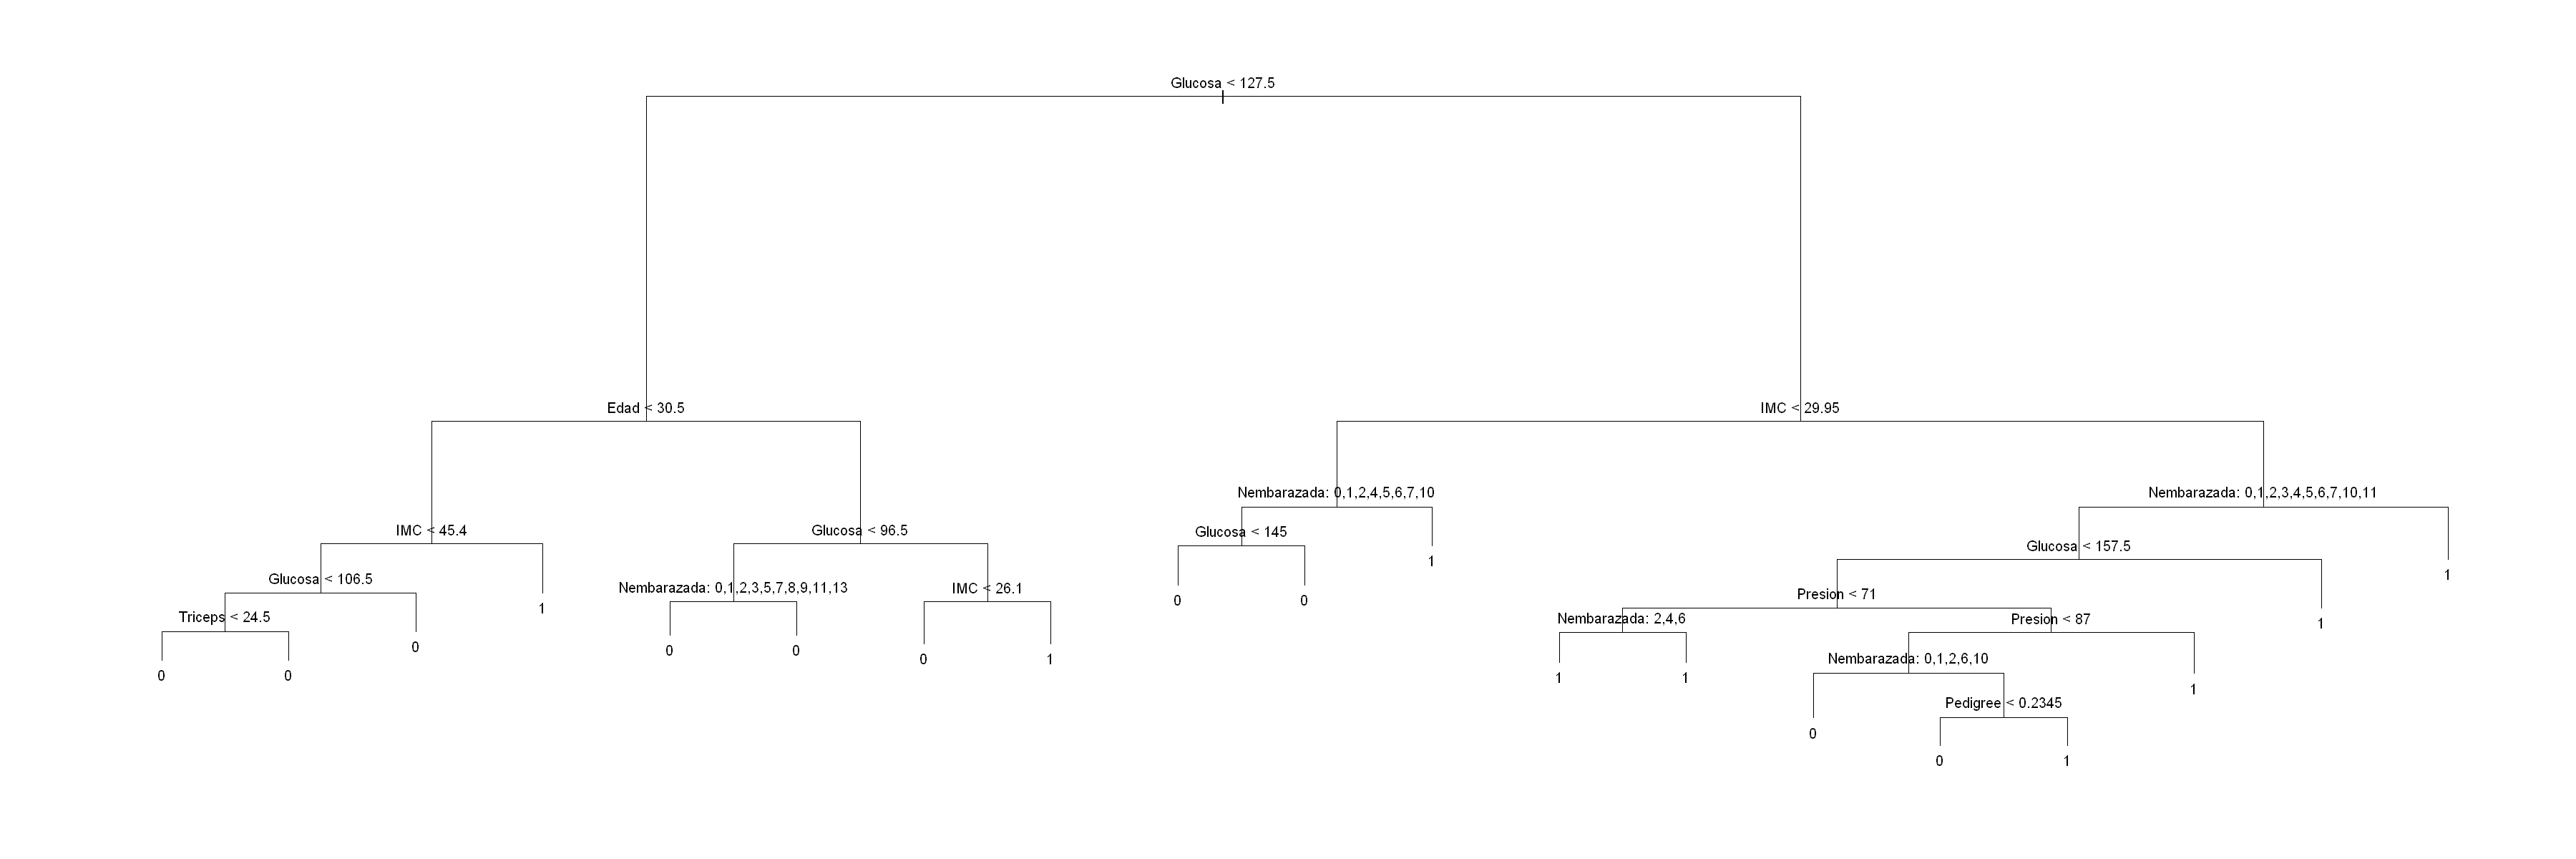 Glucosa < 127.5
Edad < 30.5
IMC < 29.95
Nembarazada: 0,1,2,4,5,6,7,10
Nembarazada: 0,1,2,3,4,5,6,7,10,11
IMC < 45.4
Glucosa < 96.5
Glucosa < 145
Glucosa < 157.5
1
1
Glucosa < 106.5
Nembarazada: 0,1,2,3,5,7,8,9,11,13
IMC < 26.1
0
0
Presion < 71
1
Triceps < 24.5
Nembarazada: 2,4,6
Presion < 87
1
0
0
0
0
1
Nembarazada: 0,1,2,6,10
0
0
1
1
1
Pedigree < 0.2345
0
0
1